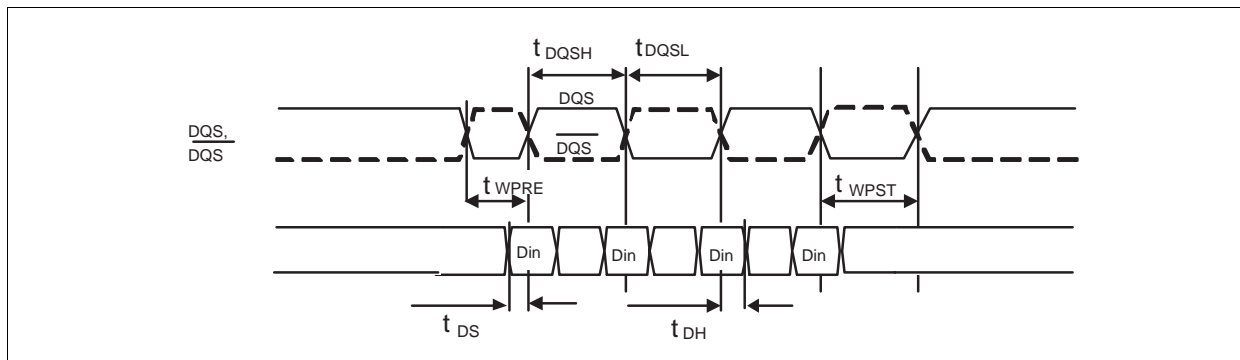 t DQSH t DQSL
DQS
DQS,
DQS
DQS
t WPRE t WPST
Din Din Din Din
t DS t DH